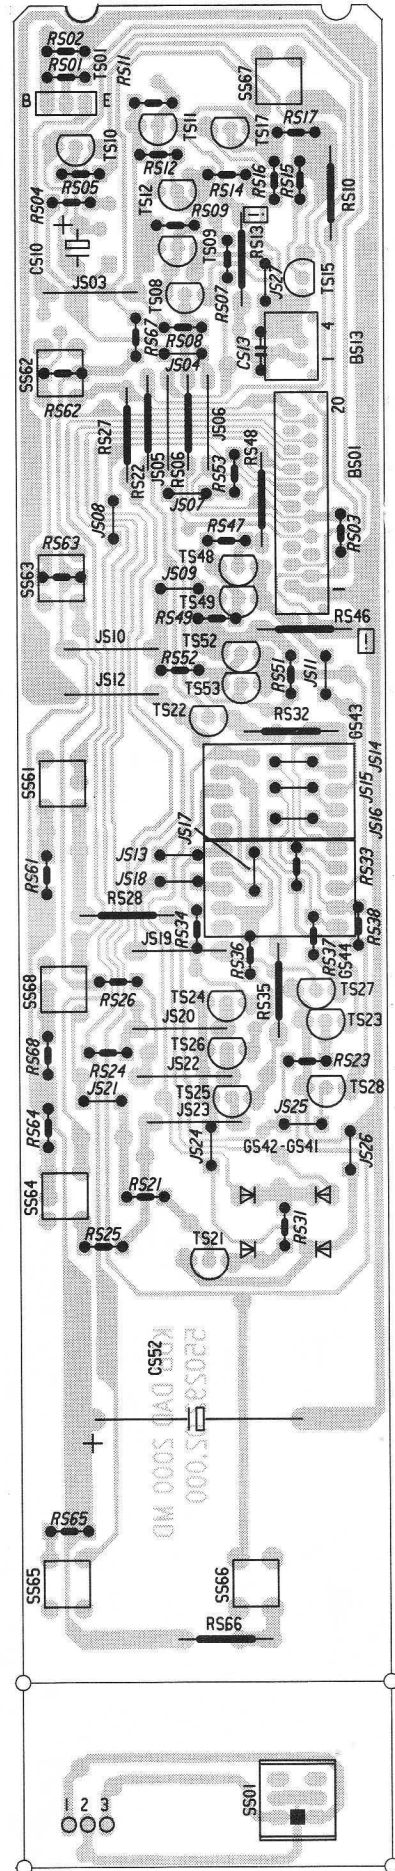 RS02
RS01
TS01
RS11
B
E
SS67
TS10
TS11
TS17
RS17
RS12
RS05
RS04
TS12
RS14
RS16
RS15
RS10
+
CS10
-
RS09
TS09
RS13
RS07
JS27
TS15
JS03
TS08
RS67
RS08
JS04
CS13
4
1
BS13
SS62
RS62
RS27
RS22
JS05
RS06
JS06
RS53
RS48
20
BS01
1
JS08
JS07
RS03
RS47
SS63
RS63
TS48
JS09
TS49
RS49
RS46
JS10
TS52
RS52
RS51
JS11
JS12
TS53
TS22
RS32
GS43
SS61
JS14
JS15
JS16
JS17
JS13
JS18
RS61
RS28
RS33
RS34
JS19
RS36
RS37
GS44
RS38
SS68
RS26
TS24
RS35
TS27
JS20
TS23
RS68
RS24
TS26
JS22
RS23
JS21
TS25
TS28
RS64
JS23
JS24
JS25
GS42-GS41
JS26
SS64
RS21
RS31
RS25
TS21
CS52
KDB DAD 2000 MD
+
RS65
SS65
SS66
RS66
1 2 3
SS01